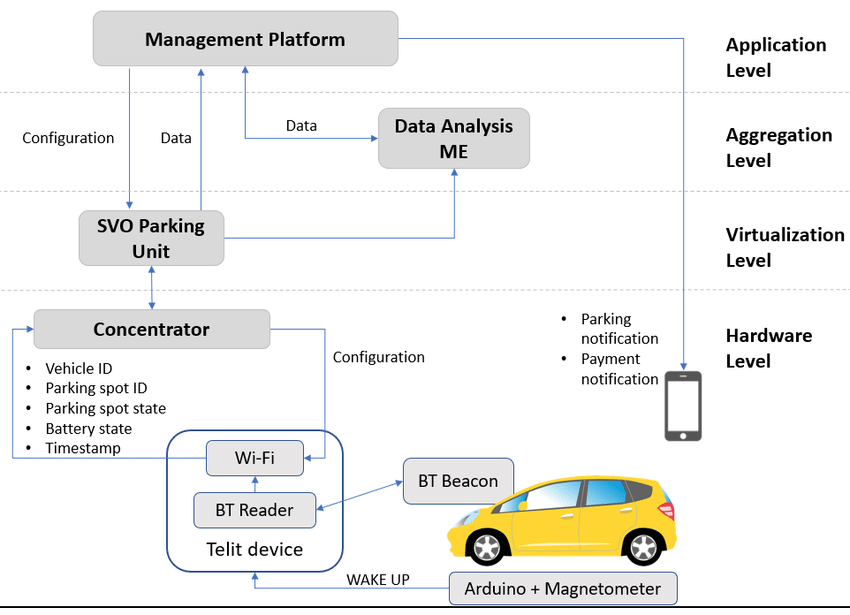 Management Platform
Application
Level
Configuration
Data
Data
Data Analysis
ME
Aggregation
Level
SVO Parking
Unit
Virtualization
Level
Concentrator
Configuration
• Parking
notification
• Payment
notification
Hardware
Level
• Vehicle ID
• Parking spot ID
• Parking spot state
• Battery state
• Timestamp
Wi-Fi
BT Reader
Telit device
BT Beacon
WAKE UP
Arduino + Magnetometer